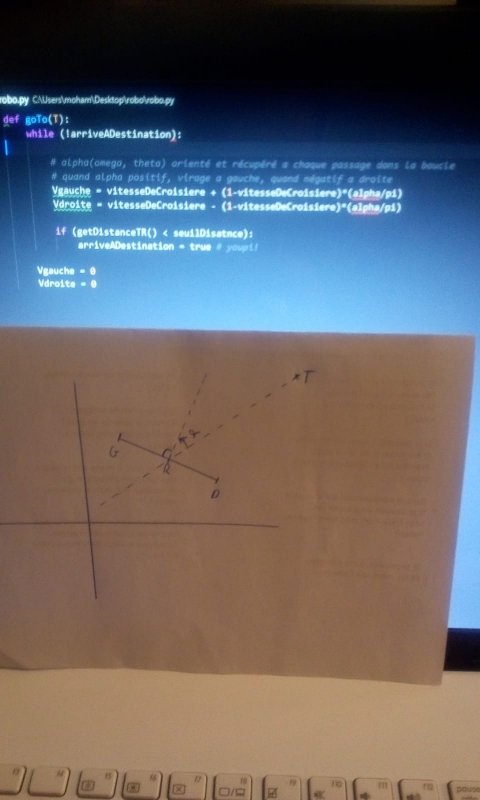 robo.py C:\Users\moham\Desktop\robo\robo.py
def goTo(T):
while (!arriveADestination):
# alpha(omega, theta) orienté et récupéré a chaque passage dans la boucle
# quand alpha positif, virage a gauche, quand négatif a droite
Vgauche = vitesseDeCroisiere + (1-vitesseDeCroisiere)*(alpha/pi)
Vdroite = vitesseDeCroisiere - (1-vitesseDeCroisiere)*(alpha/pi)
if (getDistanceTR() < seuilDisatnce):
arriveADestination = true # youpi!
Vgauche = 0
Vdroite = 0
T
G
R
D